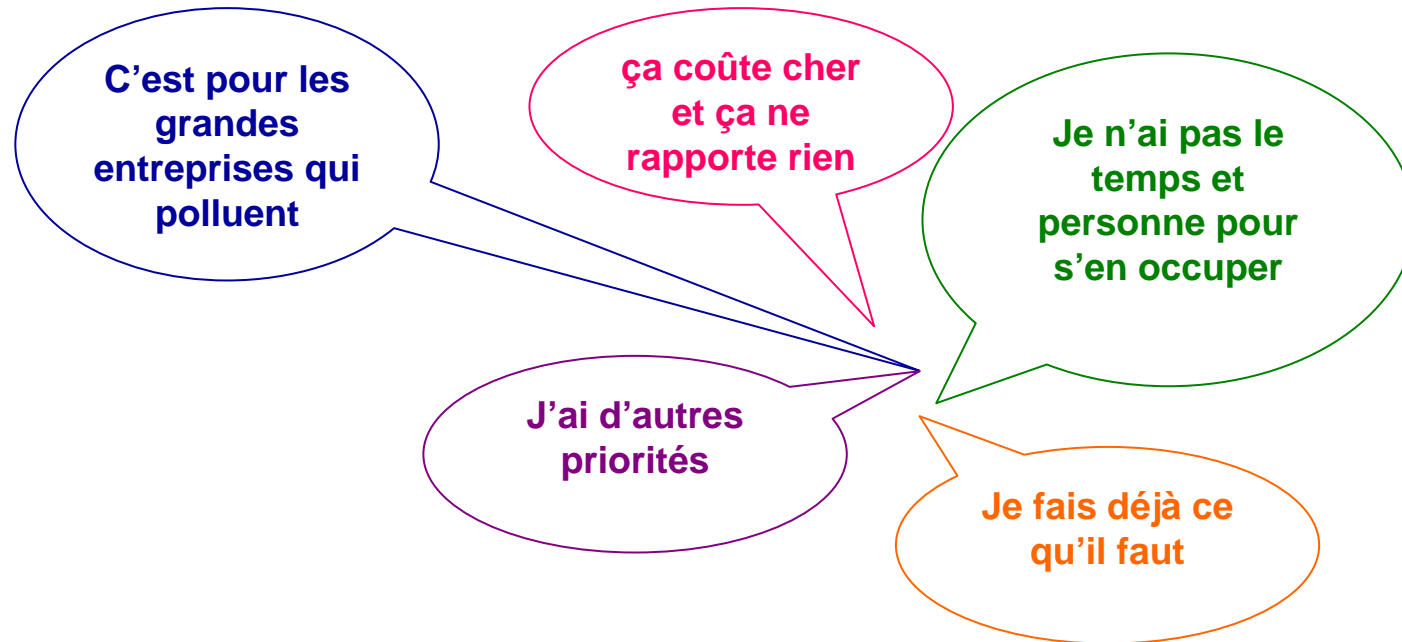 C’est pour les
grandes
entreprises qui
polluent
ça coûte cher
et ça ne
rapporte rien
Je n’ai pas le
temps et
personne pour
s’en occuper
J’ai d’autres
priorités
Je fais déjà ce
qu’il faut